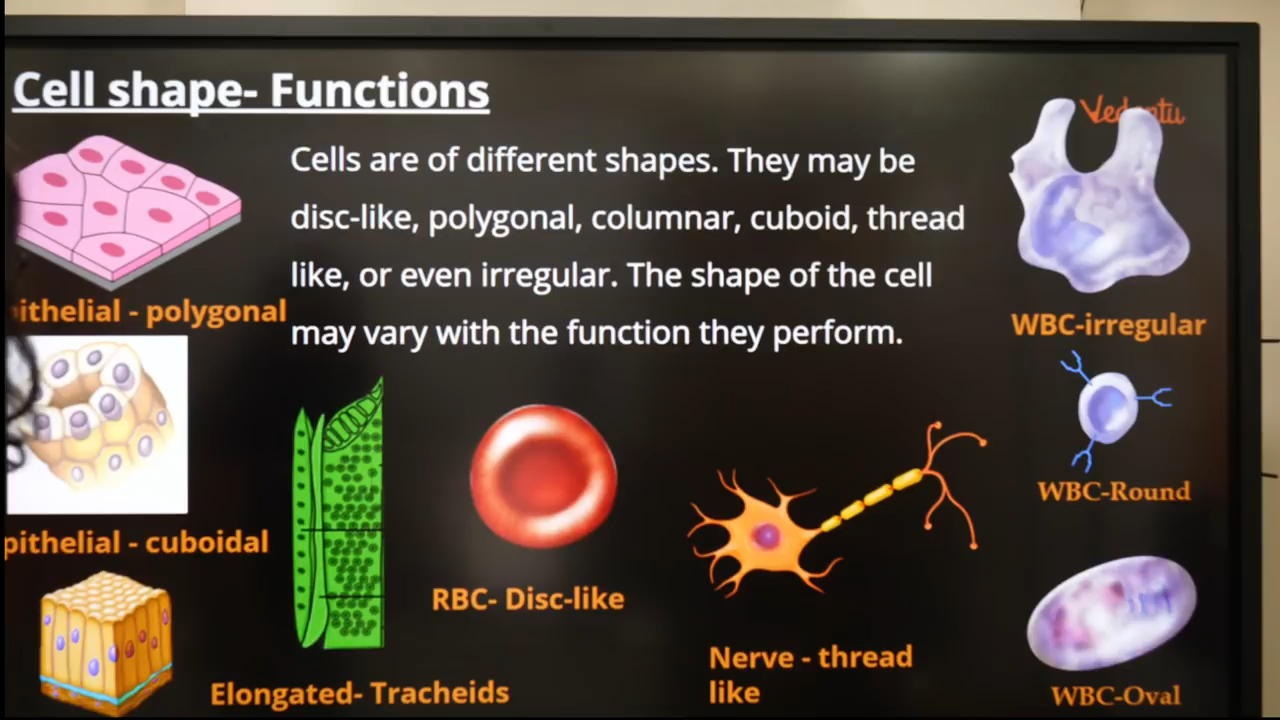 Cell shape- Functions
Vedantu
Cells are of different shapes. They may be
disc-like, polygonal, columnar, cuboid, thread
like, or even irregular. The shape of the cell
may vary with the function they perform.
ithelial - polygonal
WBC-irregular
WBC-Round
pithelial - cuboidal
RBC- Disc-like
Nerve - thread
like
Elongated- Tracheids
WBC-Oval